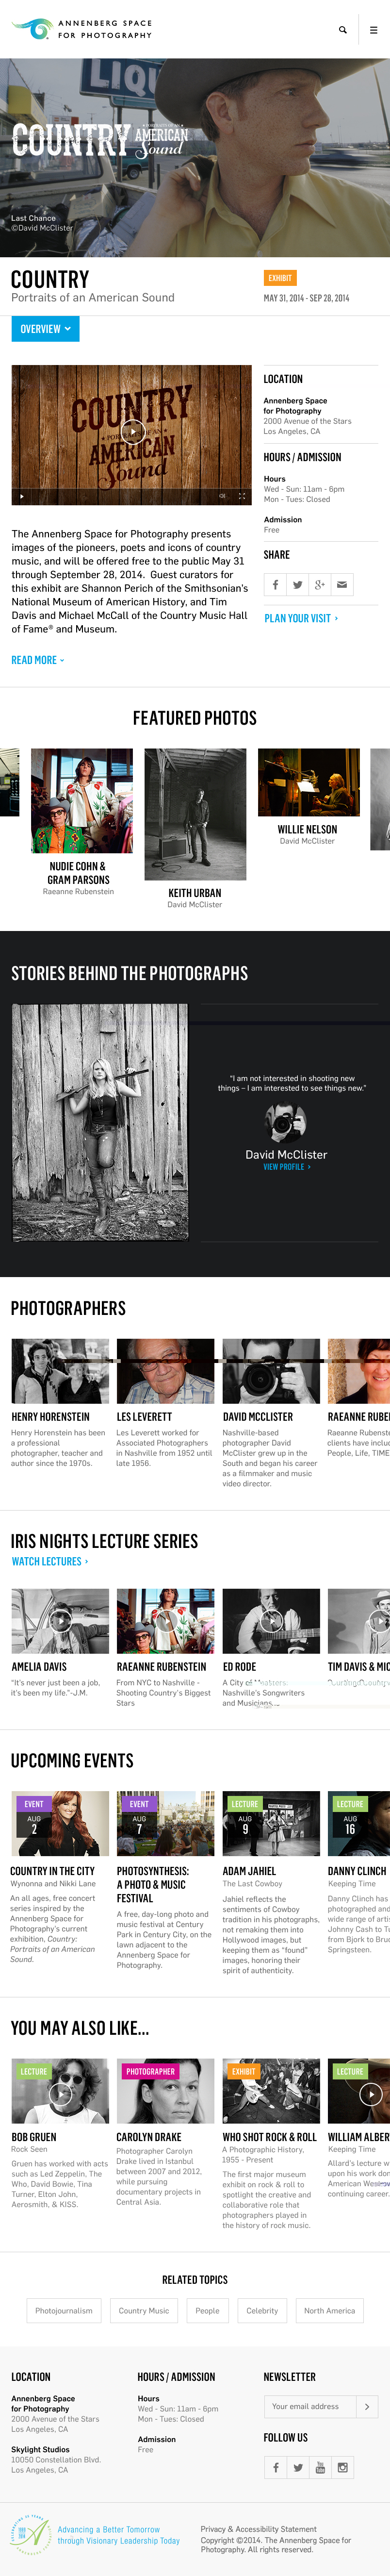 ANNENBERG SPACE
FOR PHOTOGRAPHY
LIQU
COUNTRY AMERICAN
Sound
Last Chance
©David McClister
COUNTRY
Portraits of an American Sound
EXHIBIT
MAY 31, 2014 - SEP 28, 2014
OVERVIEW
COUNTRY
AMERICAN
Sound
The Annenberg Space for Photography presents
images of the pioneers, poets and icons of country
music, and will be offered free to the public May 31
through September 28, 2014.  Guest curators for
this exhibit are Shannon Perich of the Smithsonian's
National Museum of American History, and Tim
Davis and Michael McCall of the Country Music Hall
of Fame® and Museum.
READ MORE
LOCATION
Annenberg Space
for Photography
2000 Avenue of the Stars
Los Angeles, CA
HOURS / ADMISSION
Hours
Wed - Sun: 11am - 6pm
Mon - Tues: Closed
Admission
Free
SHARE
PLAN YOUR VISIT
FEATURED PHOTOS
NUDIE COHN &
GRAM PARSONS
Raeanne Rubenstein
KEITH URBAN
David McClister
WILLIE NELSON
David McClister
STORIES BEHIND THE PHOTOGRAPHS
"I am not interested in shooting new
things – I am interested to see things new."
David McClister
VIEW PROFILE
PHOTOGRAPHERS
HENRY HORENSTEIN
Henry Horenstein has been
a professional
photographer, teacher and
author since the 1970s.
LES LEVERETT
Les Leverett worked for
Associated Photographers
in Nashville from 1952 until
late 1956.
DAVID MCCLISTER
Nashville-based
photographer David
McClister grew up in the
South and began his career
as a filmmaker and music
video director.
RAEANNE RUBE
Raeanne Rubenst
clients have inclu
People, Life, TIME
IRIS NIGHTS LECTURE SERIES
WATCH LECTURES
AMELIA DAVIS
"It's never just been a job,
it's been my life."-J.M.
RAEANNE RUBENSTEIN
From NYC to Nashville -
Shooting Country's Biggest
Stars
ED RODE
A City of Masters:
Nashville's Songwriters
and Musicians...
TIM DAVIS & MIC
UPCOMING EVENTS
EVENT
AUG
2
COUNTRY IN THE CITY
Wynonna and Nikki Lane
An all ages, free concert
series inspired by the
Annenberg Space for
Photography's current
exhibition, Country:
Portraits of an American
Sound.
EVENT
AUG
7
PHOTOSYNTHESIS:
A PHOTO & MUSIC
FESTIVAL
A free, day-long photo and
music festival at Century
Park in Century City, on the
lawn adjacent to the
Annenberg Space for
Photography.
LECTURE
AUG
9
ADAM JAHIEL
The Last Cowboy
Jahiel reflects the
sentiments of Cowboy
tradition in his photographs,
not remaking them into
Hollywood images, but
keeping them as "found"
images, honoring their
spirit of authenticity.
LECTURE
AUG
16
DANNY CLINCH
Keeping Time
Danny Clinch has
photographed and
wide range of arti
Johnny Cash to Tu
from Bjork to Bruc
Springsteen.
YOU MAY ALSO LIKE...
LECTURE
BOB GRUEN
Rock Seen
Gruen has worked with acts
such as Led Zeppelin, The
Who, David Bowie, Tina
Turner, Elton John,
Aerosmith, & KISS.
PHOTOGRAPHER
CAROLYN DRAKE
Photographer Carolyn
Drake lived in Istanbul
between 2007 and 2012,
while pursuing
documentary projects in
Central Asia.
EXHIBIT
WHO SHOT ROCK & ROLL
A Photographic History,
1955 - Present
The first major museum
exhibit on rock & roll to
spotlight the creative and
collaborative role that
photographers played in
the history of rock music.
LECTURE
WILLIAM ALBER
Keeping Time
Allard's lecture w
upon his work don
American Wes
continuing career.
RELATED TOPICS
Photojournalism
Country Music
People
Celebrity
North America
LOCATION
Annenberg Space
for Photography
2000 Avenue of the Stars
Los Angeles, CA
Skylight Studios
10050 Constellation Blvd.
Los Angeles, CA
HOURS / ADMISSION
Hours
Wed - Sun: 11am - 6pm
Mon - Tues: Closed
Admission
Free
NEWSLETTER
Your email address
FOLLOW US
Advancing a Better Tomorrow
through Visionary Leadership Today
Privacy & Accessibility Statement
Copyright ©2014. The Annenberg Space for
Photography. All rights reserved.